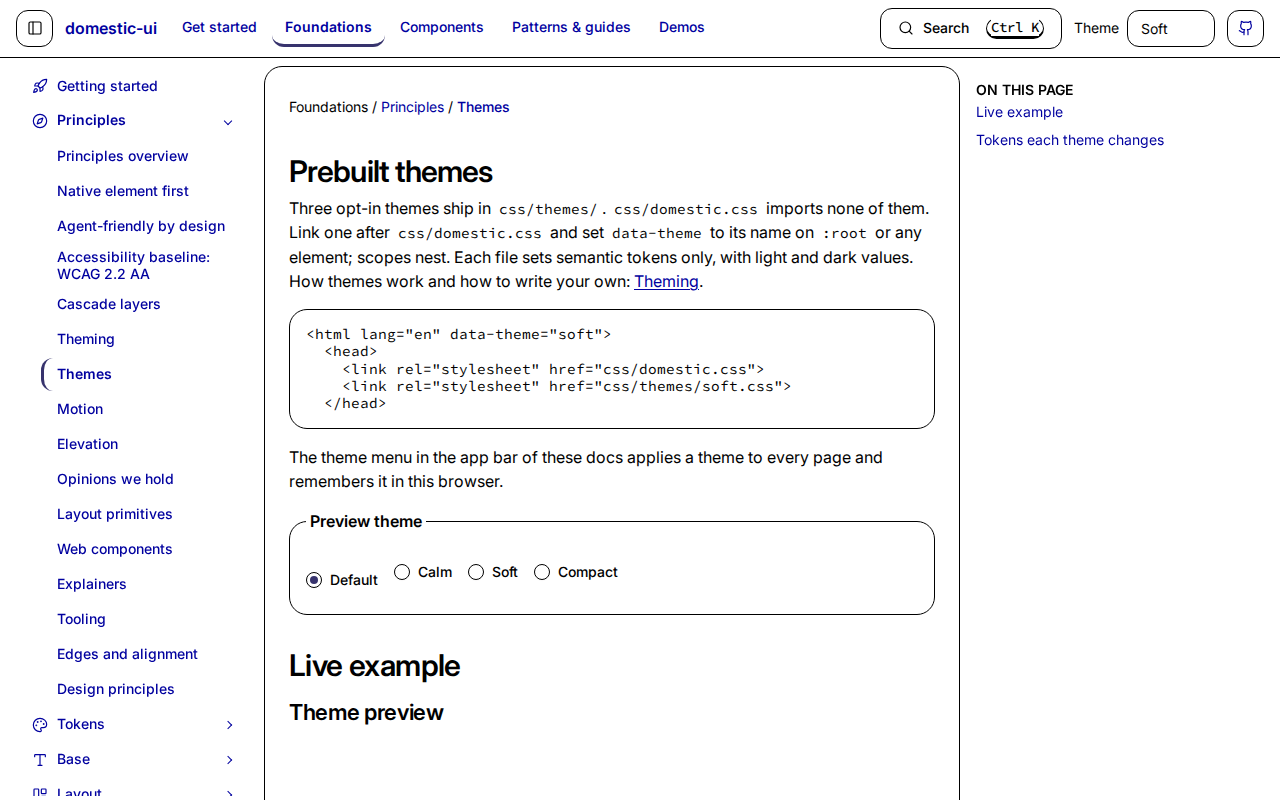 domestic-ui
Get started
Foundations
Components
Patterns & guides
Demos
Search
Ctrl K
Theme
Soft
Getting started
Principles
Principles overview
Native element first
Agent-friendly by design
Accessibility baseline:
WCAG 2.2 AA
Cascade layers
Theming
Themes
Motion
Elevation
Opinions we hold
Layout primitives
Web components
Explainers
Tooling
Edges and alignment
Design principles
Tokens
Base
Layout
Foundations / Principles / Themes
Prebuilt themes
Three opt-in themes ship in css/themes/. css/domestic.css imports none of them.
Link one after css/domestic.css and set data-theme to its name on :root or any
element; scopes nest. Each file sets semantic tokens only, with light and dark values.
How themes work and how to write your own: Theming.
<html lang="en" data-theme="soft">
  <head>
    <link rel="stylesheet" href="css/domestic.css">
    <link rel="stylesheet" href="css/themes/soft.css">
  </head>
The theme menu in the app bar of these docs applies a theme to every page and
remembers it in this browser.
Preview theme
Default
Calm
Soft
Compact
Live example
Theme preview
ON THIS PAGE
Live example
Tokens each theme changes